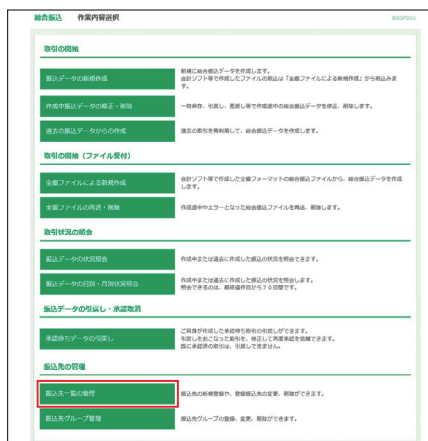 総合振込 作業内容選択 BSGF001
取引の開始
振込データの新規作成
新規に総合振込データを作成します。
会計ソフト等で作成したファイルの取込は「全銀ファイルによる新規作成」から取込みま
す。
作成中振込データの修正・削除
一時保存、引戻し、差戻し等で作成途中の総合振込データを修正、削除します。
過去の振込データからの作成
過去の取引を再利用して、総合振込データを作成します。
取引の開始（ファイル受付）
全銀ファイルによる新規作成
会計ソフト等で作成した全銀フォーマットの総合振込ファイルから、総合振込データを作成
します。
全銀ファイルの再送・削除
作成途中やエラーとなった総合振込ファイルを再送、削除します。
取引状況の照会
振込データの状況照会
作成中または過去に作成した振込の状況を照会できます。
振込データの日別・月別状況照会
作成中または過去に作成した振込の状況を照会します。
照会できるのは、最終操作日から70日間です。
振込データの引戻し・承認取消
承認待ちデータの引戻し
ご自身が作成した承認待ち取引の引戻しができます。
引戻しをおこなった取引を、修正して再度承認を依頼できます。
既に承認済の取引は、引戻しできません。
振込先の管理
振込先一覧の管理
振込先の新規登録や、登録振込先の変更、削除ができます。
振込先グループ管理
振込先グループの登録、変更、削除ができます。